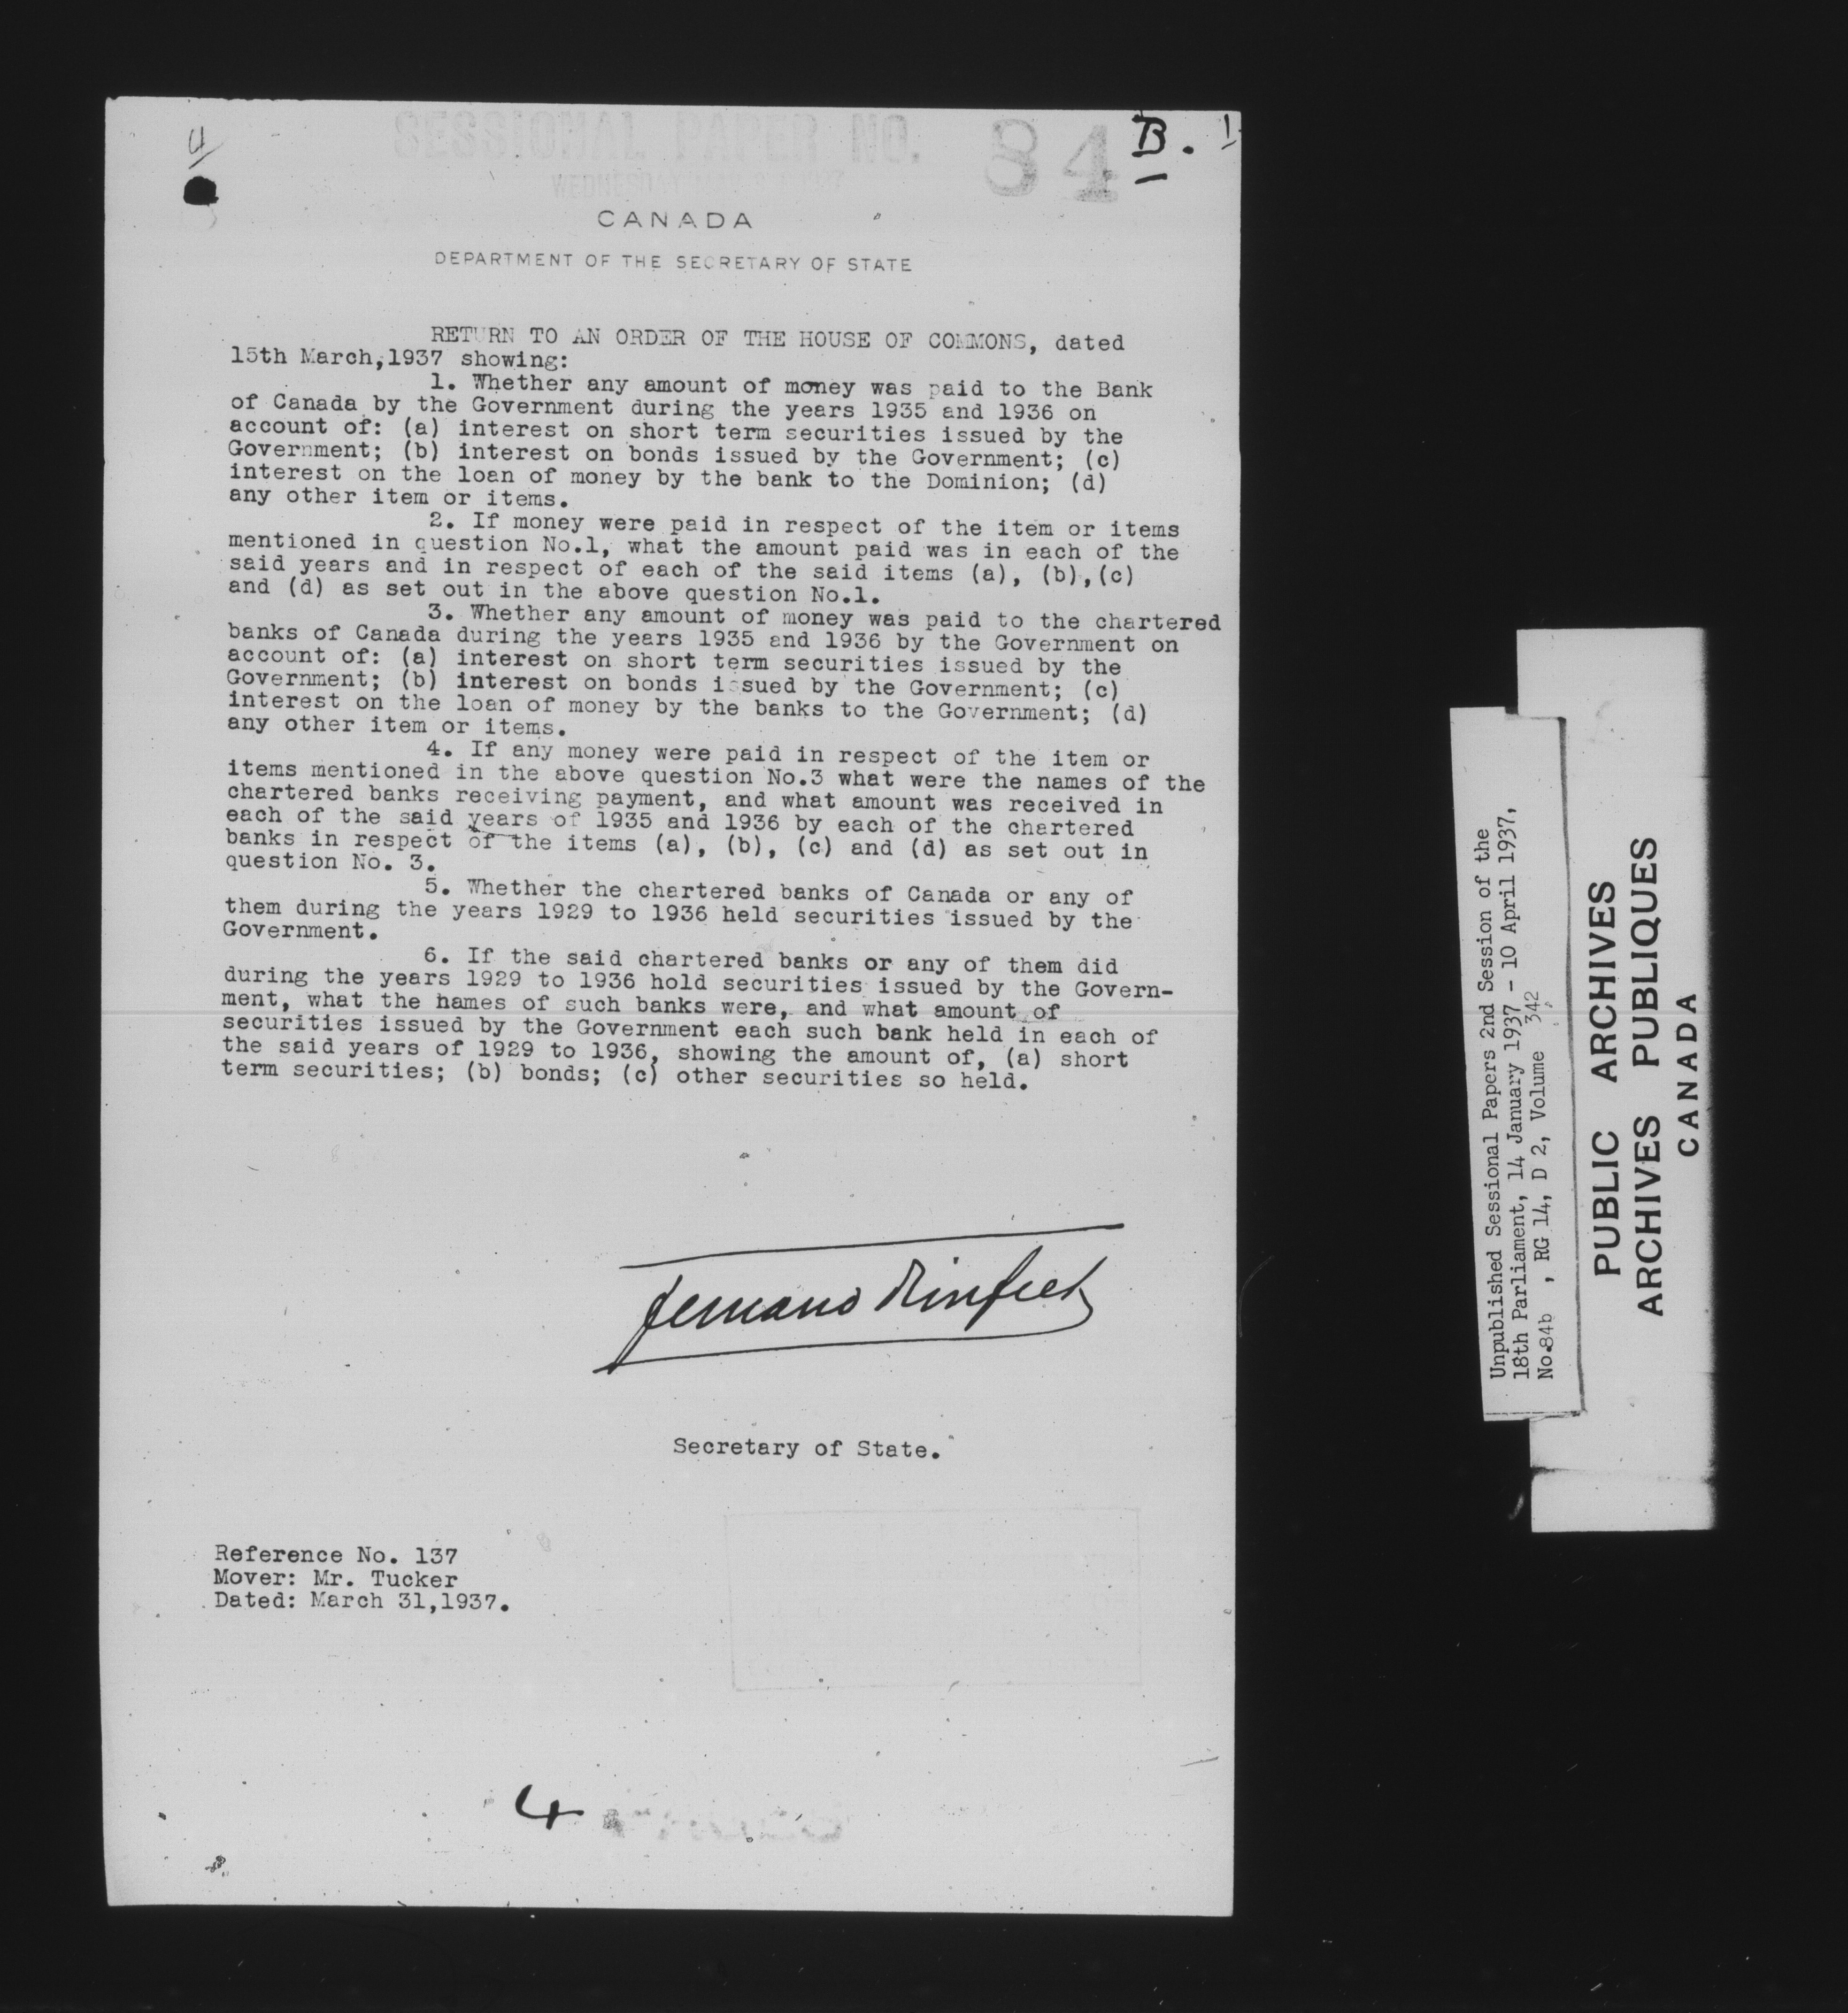 4
SESSIONAL PAPER NO. 84 B. 1
WEDNESDAY 1937
CANADA
DEPARTMENT OF THE SECRETARY OF STATE
RETURN TO AN ORDER OF THE HOUSE OF COMMONS, dated
15th March,1937 showing:
1. Whether any amount of money was paid to the Bank
of Canada by the Government during the years 1935 and 1936 on
account of: (a) interest on short term securities issued by the
Government; (b) interest on bonds issued by the Government; (c)
interest on the loan of money by the bank to the Dominion; (d)
any other item or items.
2. If money were paid in respect of the item or items
mentioned in question No.1, what the amount paid was in each of the
said years and in respect of each of the said items (a), (b),(c)
and (d) as set out in the above question No.1.
3. Whether any amount of money was paid to the chartered
banks of Canada during the years 1935 and 1936 by the Government on
account of: (a) interest on short term securities issued by the
Government; (b) interest on bonds issued by the Government; (c)
interest on the loan of money by the banks to the Government; (d)
any other item or items.
4. If any money were paid in respect of the item or
items mentioned in the above question No.3 what were the names of the
chartered banks receiving payment, and what amount was received in
each of the said years of 1935 and 1936 by each of the chartered
banks in respect of the items (a), (b), (c) and (d) as set out in
question No. 3.
5. Whether the chartered banks of Canada or any of
them during the years 1929 to 1936 held securities issued by the
Government.
6. If the said chartered banks or any of them did
during the years 1929 to 1936 hold securities issued by the Govern-
ment, what the names of such banks were, and what amount of
securities issued by the Government each such bank held in each of
the said years of 1929 to 1936, showing the amount of, (a) short
term securities; (b) bonds; (c) other securities so held.
Fernand Rinfret
Secretary of State.
Reference No. 137
Mover: Mr. Tucker
Dated: March 31,1937.
4
Unpublished Sessional Papers 2nd Session of the
18th Parliament, 14 January 1937 - 10 April 1937,
No.84b , RG 14, D 2, Volume 342
PUBLIC ARCHIVES
ARCHIVES PUBLIQUES
CANADA